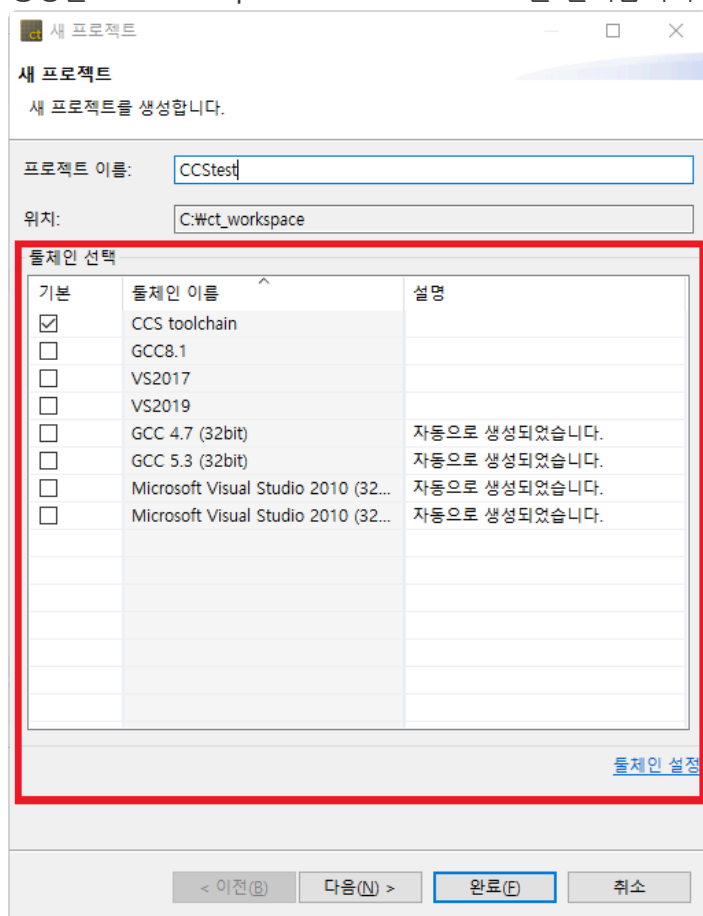 ct 새 프로젝트
새 프로젝트
새 프로젝트를 생성합니다.
프로젝트 이름: CCStest
위치: C:₩ct_workspace
툴체인 선택
기본 툴체인 이름 설명
CCS toolchain
GCC8.1
VS2017
VS2019
GCC 4.7 (32bit) 자동으로 생성되었습니다.
GCC 5.3 (32bit) 자동으로 생성되었습니다.
Microsoft Visual Studio 2010 (32... 자동으로 생성되었습니다.
Microsoft Visual Studio 2010 (32... 자동으로 생성되었습니다.
툴체인 설정
< 이전(B) 다음(N) > 완료(F) 취소